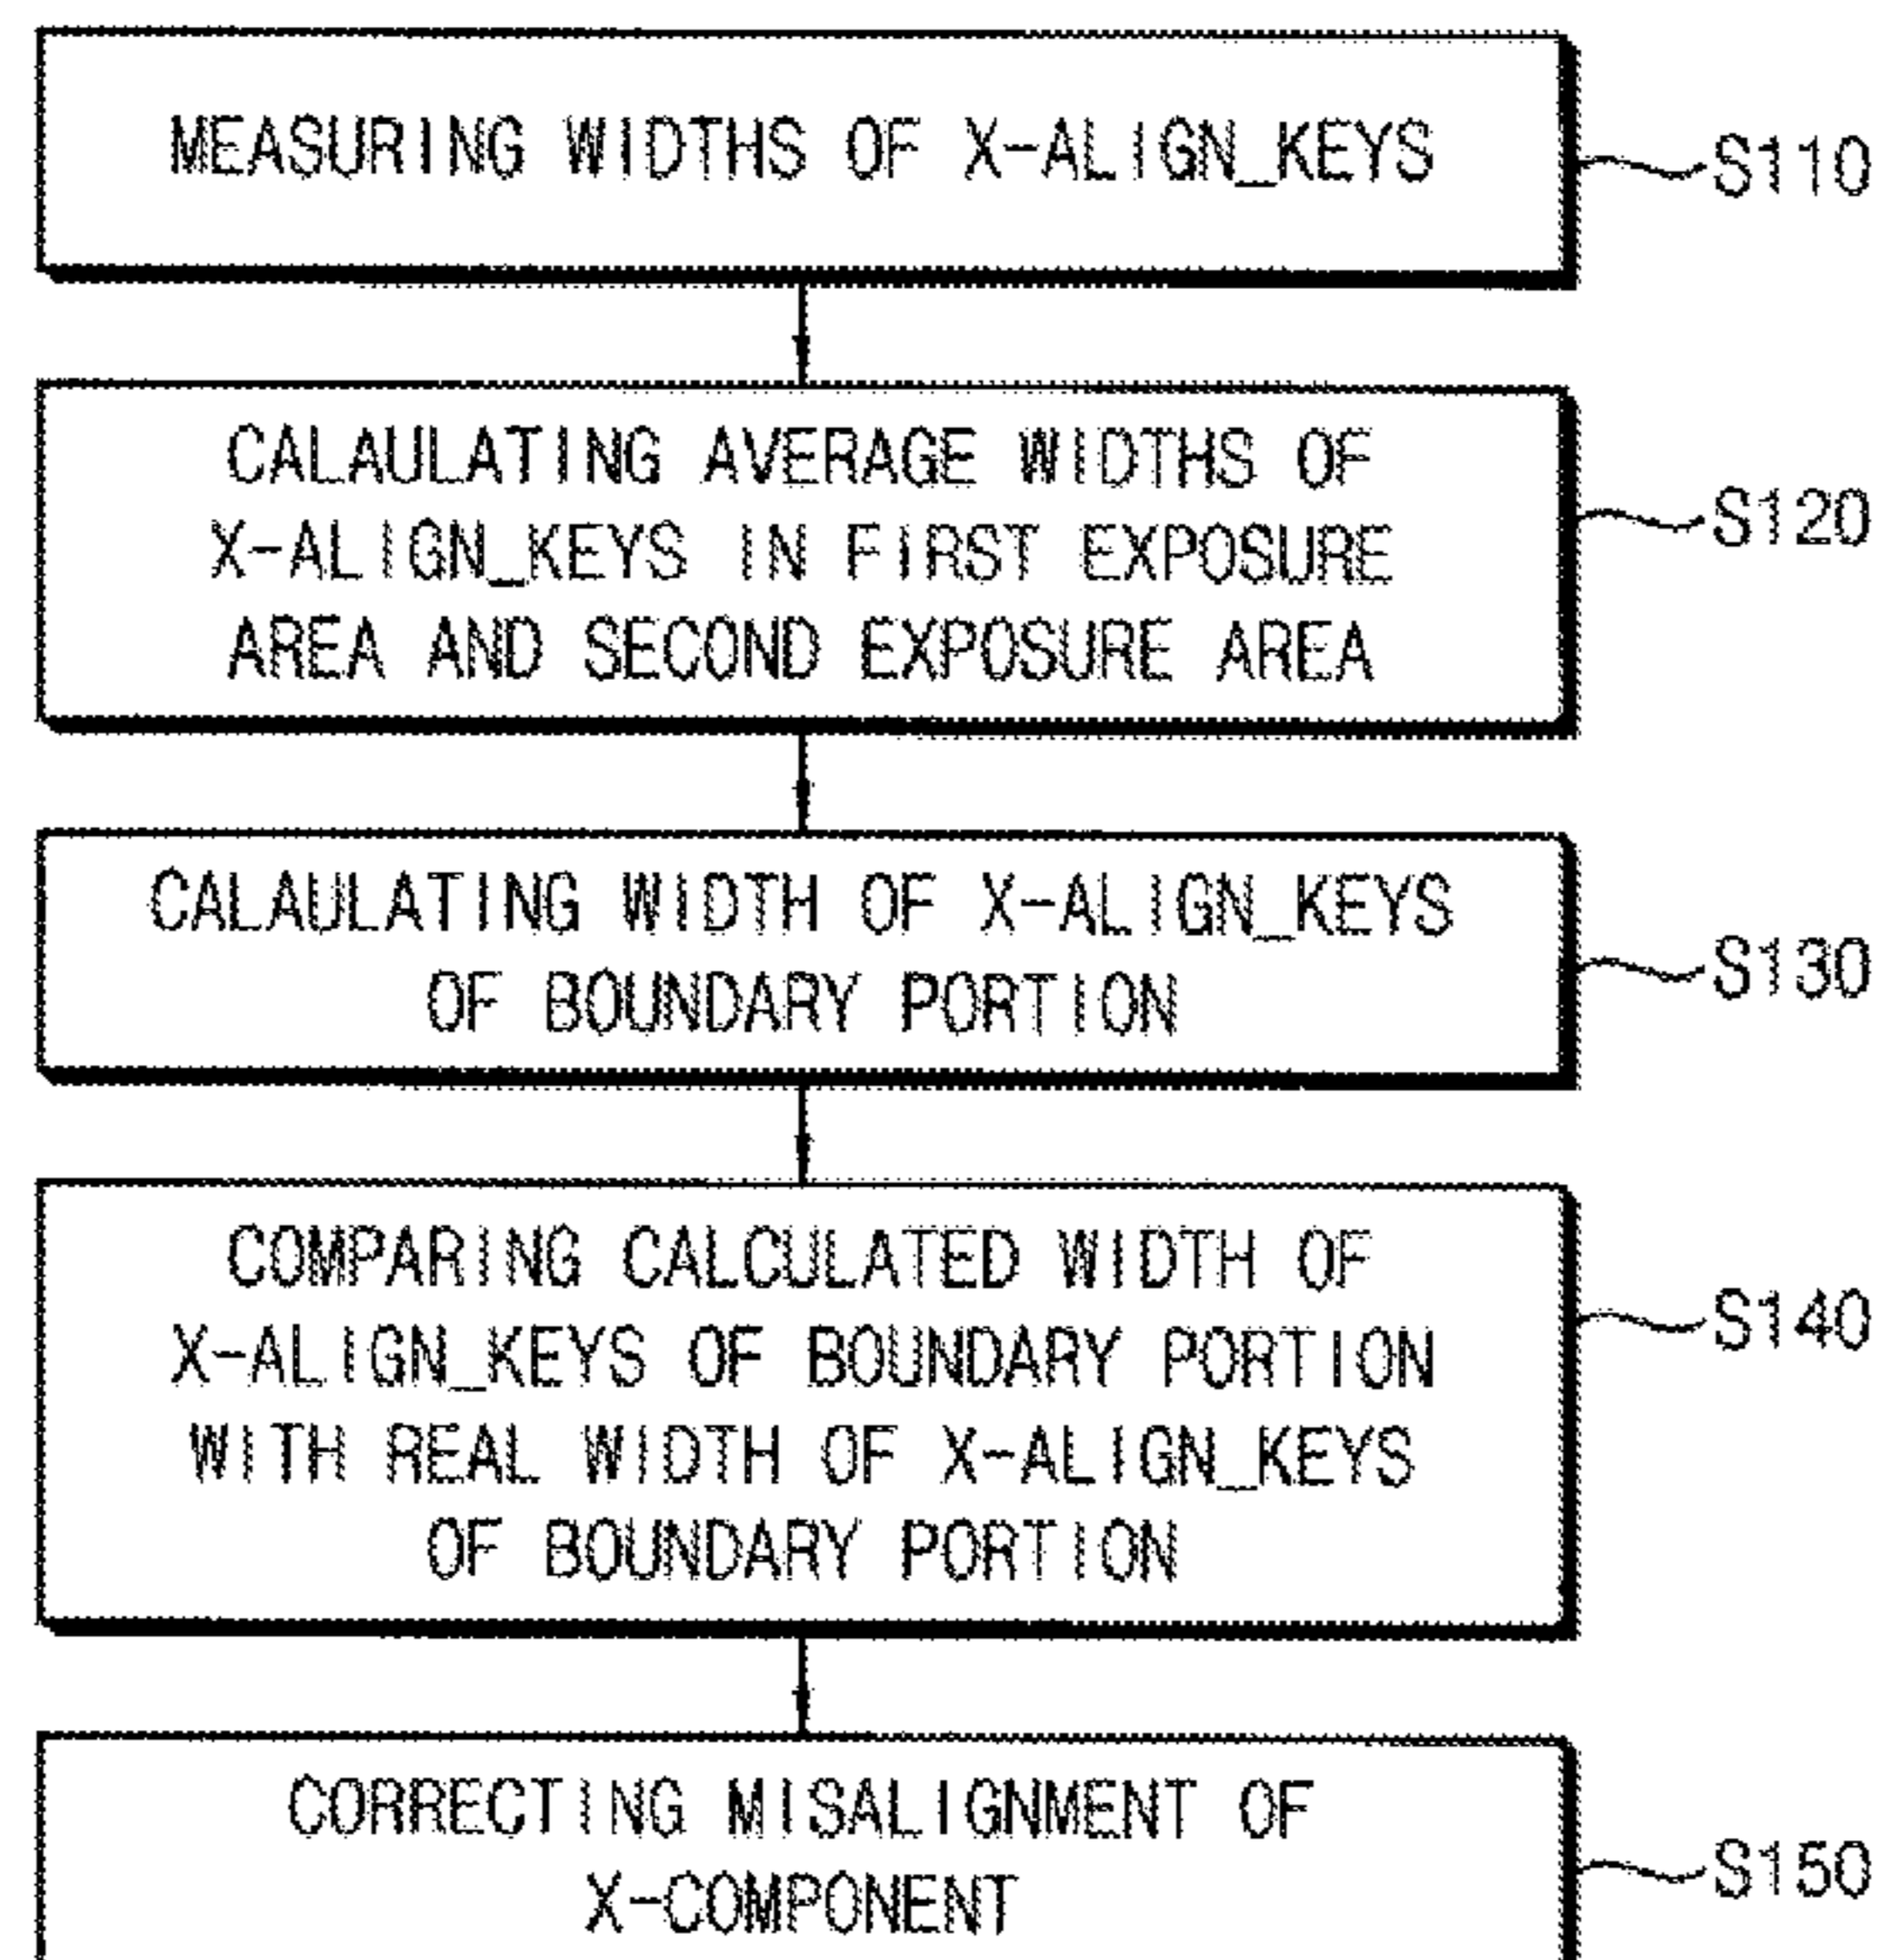 MEASURING WIDTHS OF X-ALIGN_KEYS
S110
CALAULATING AVERAGE WIDTHS OF
X-ALIGN_KEYS IN FIRST EXPOSURE
AREA AND SECOND EXPOSURE AREA
S120
CALAULATING WIDTH OF X-ALIGN_KEYS
OF BOUNDARY PORTION
S130
COMPARING CALCULATED WIDTH OF
X-ALIGN_KEYS OF BOUNDARY PORTION
WITH REAL WIDTH OF X-ALIGN_KEYS
OF BOUNDARY PORTION
S140
CORRECTING MISALIGNMENT OF
X-COMPONENT
S150